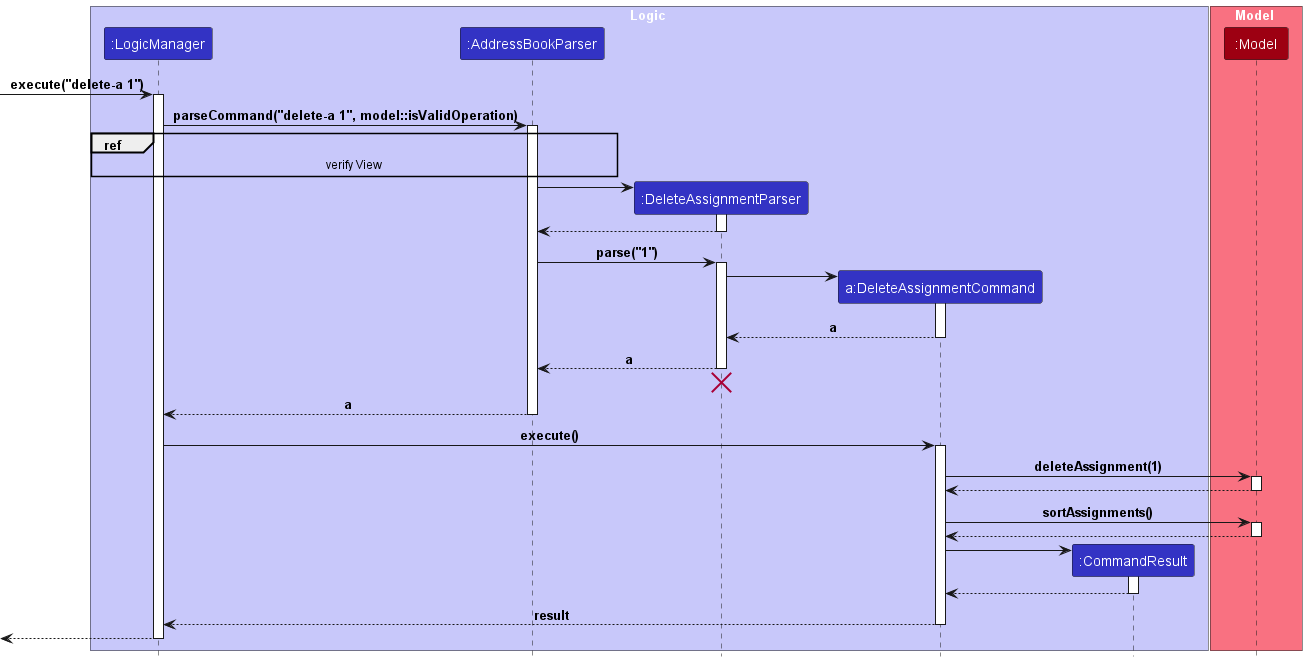 Logic
Model
:LogicManager
:AddressBookParser
:Model
execute("delete-a 1")
parseCommand("delete-a 1", model::isValidOperation)
ref
verify View
:DeleteAssignmentParser
parse("1")
a:DeleteAssignmentCommand
a
a
a
execute()
deleteAssignment(1)
sortAssignments()
:CommandResult
result